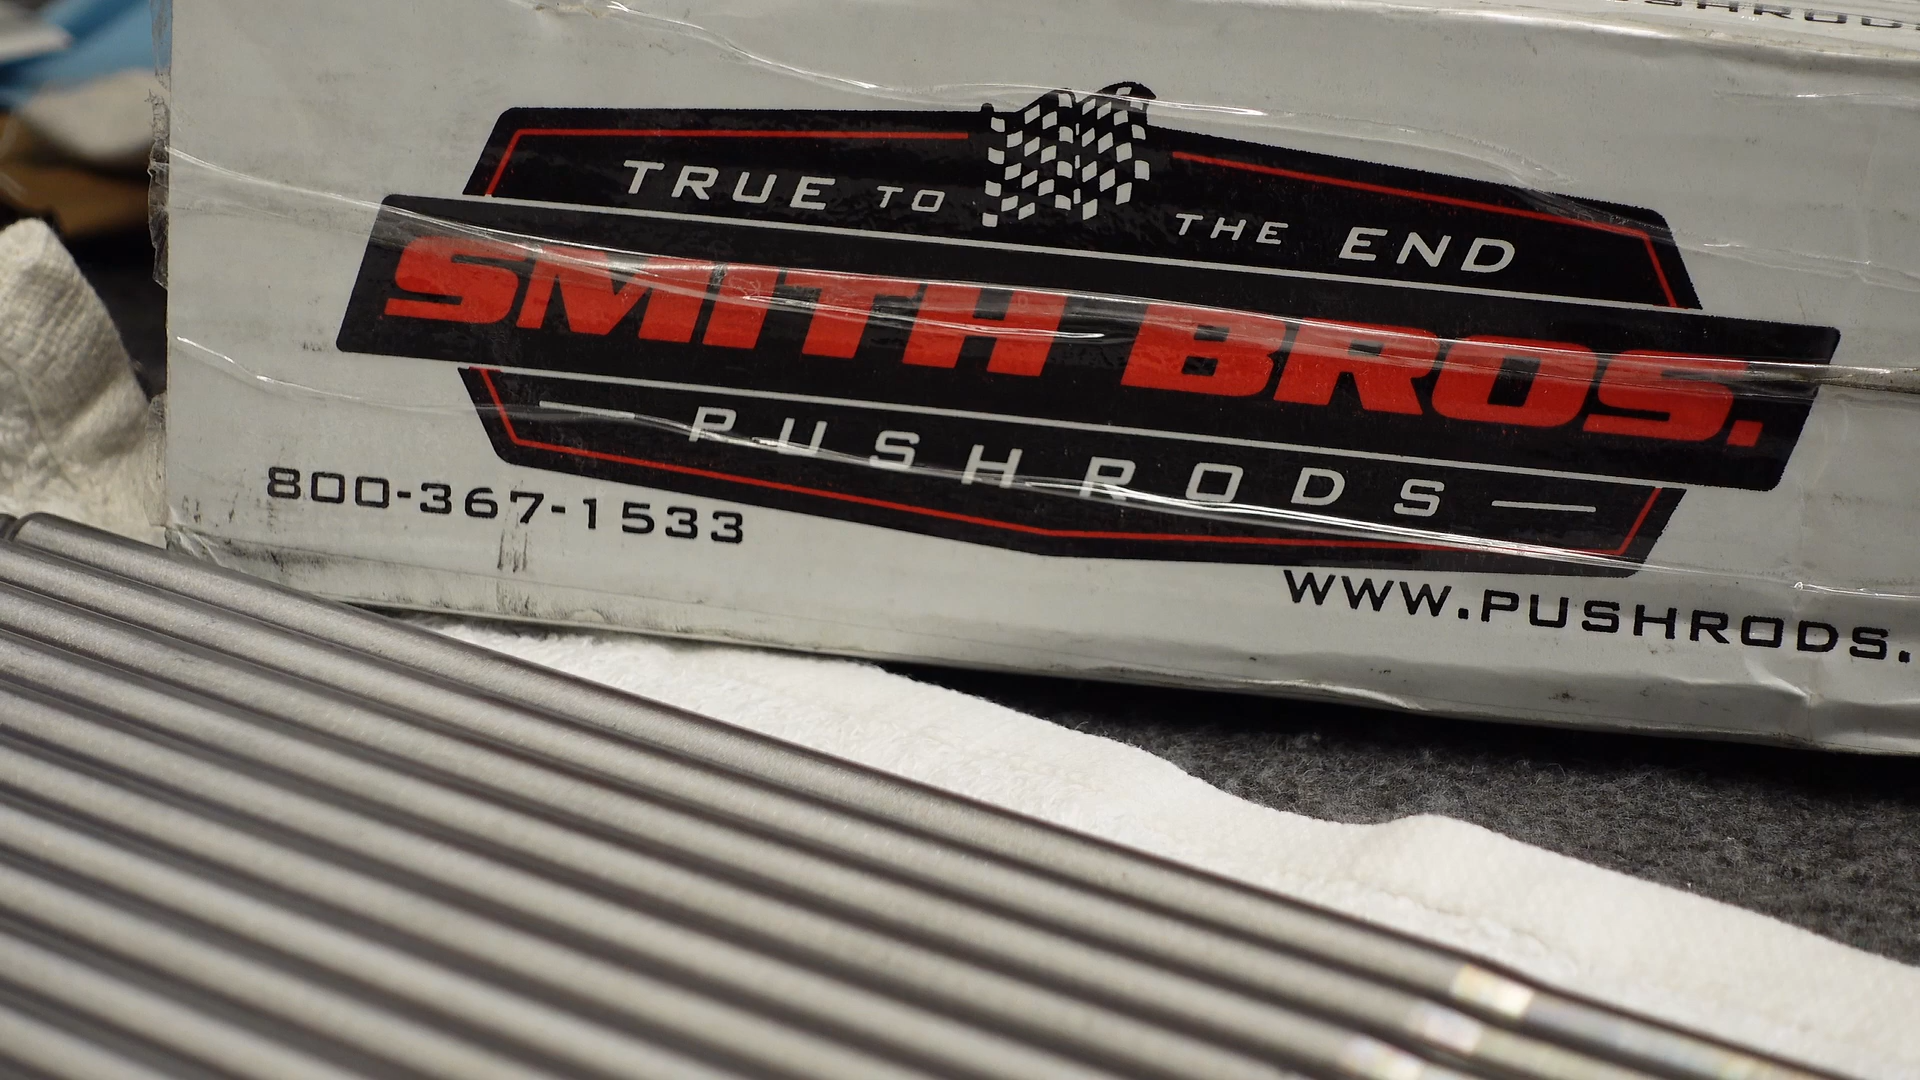 TRUE TO THE END
SMITH BROS.
PUSHRODS
800-367-1533
WWW.PUSHRODS.